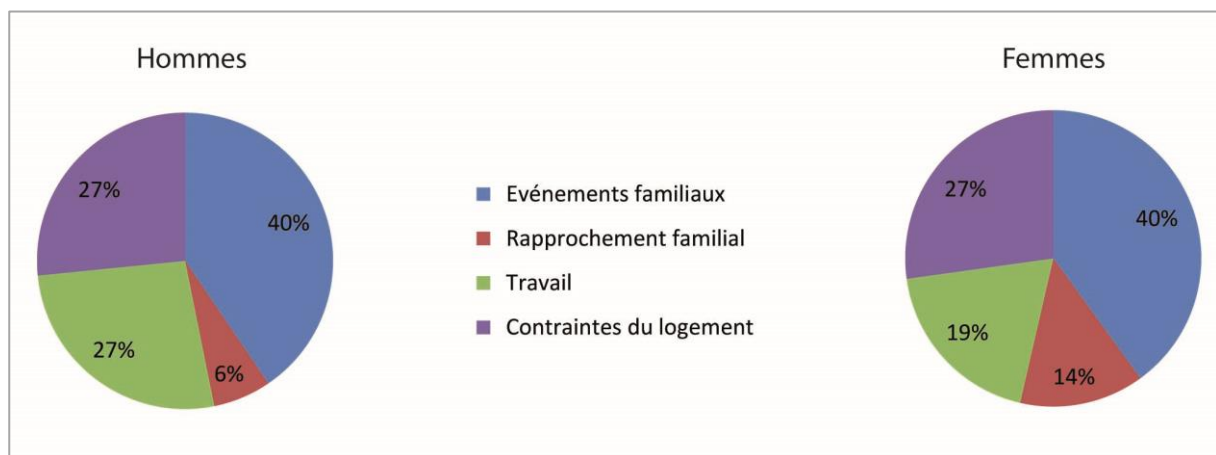 Hommes
27%
40%
27%
6%
Evénements familiaux
Rapprochement familial
Travail
Contraintes du logement
Femmes
27%
40%
19%
14%